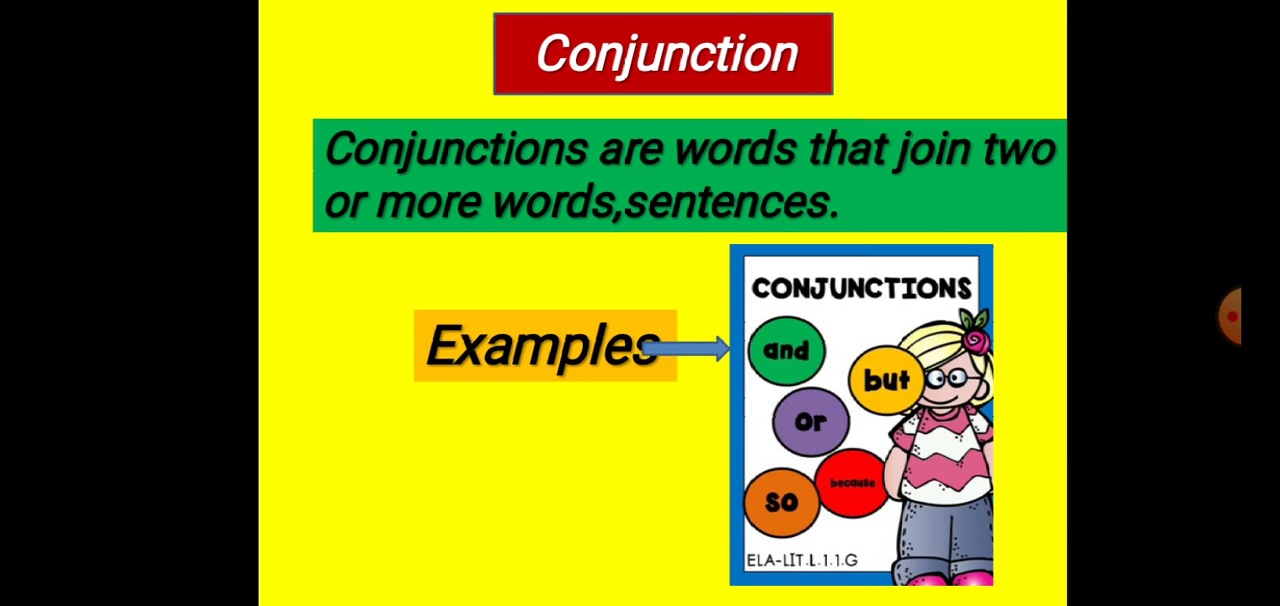 Conjunction
Conjunctions are words that join two
or more words,sentences.
Examples
CONJUNCTIONS
and
but
or
because
so
ELA-LIT.L.1.1.G